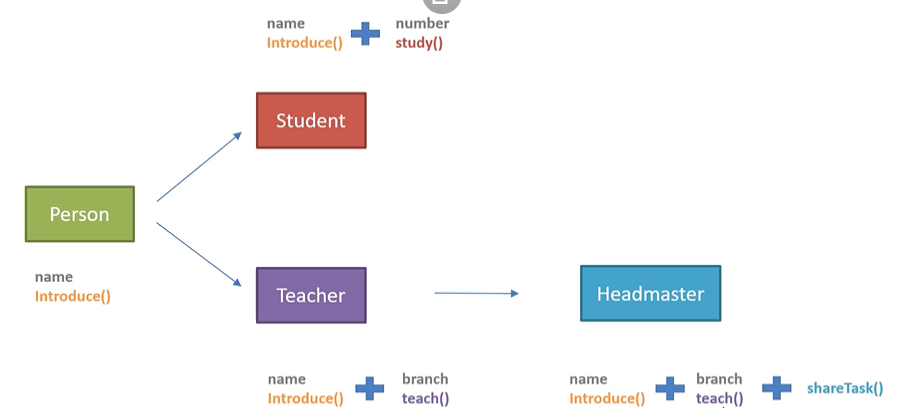 name number
Introduce() study()
Student
Person
name
Introduce()
Teacher
Headmaster
name branch
Introduce() teach()
name branch
Introduce() teach() shareTask()